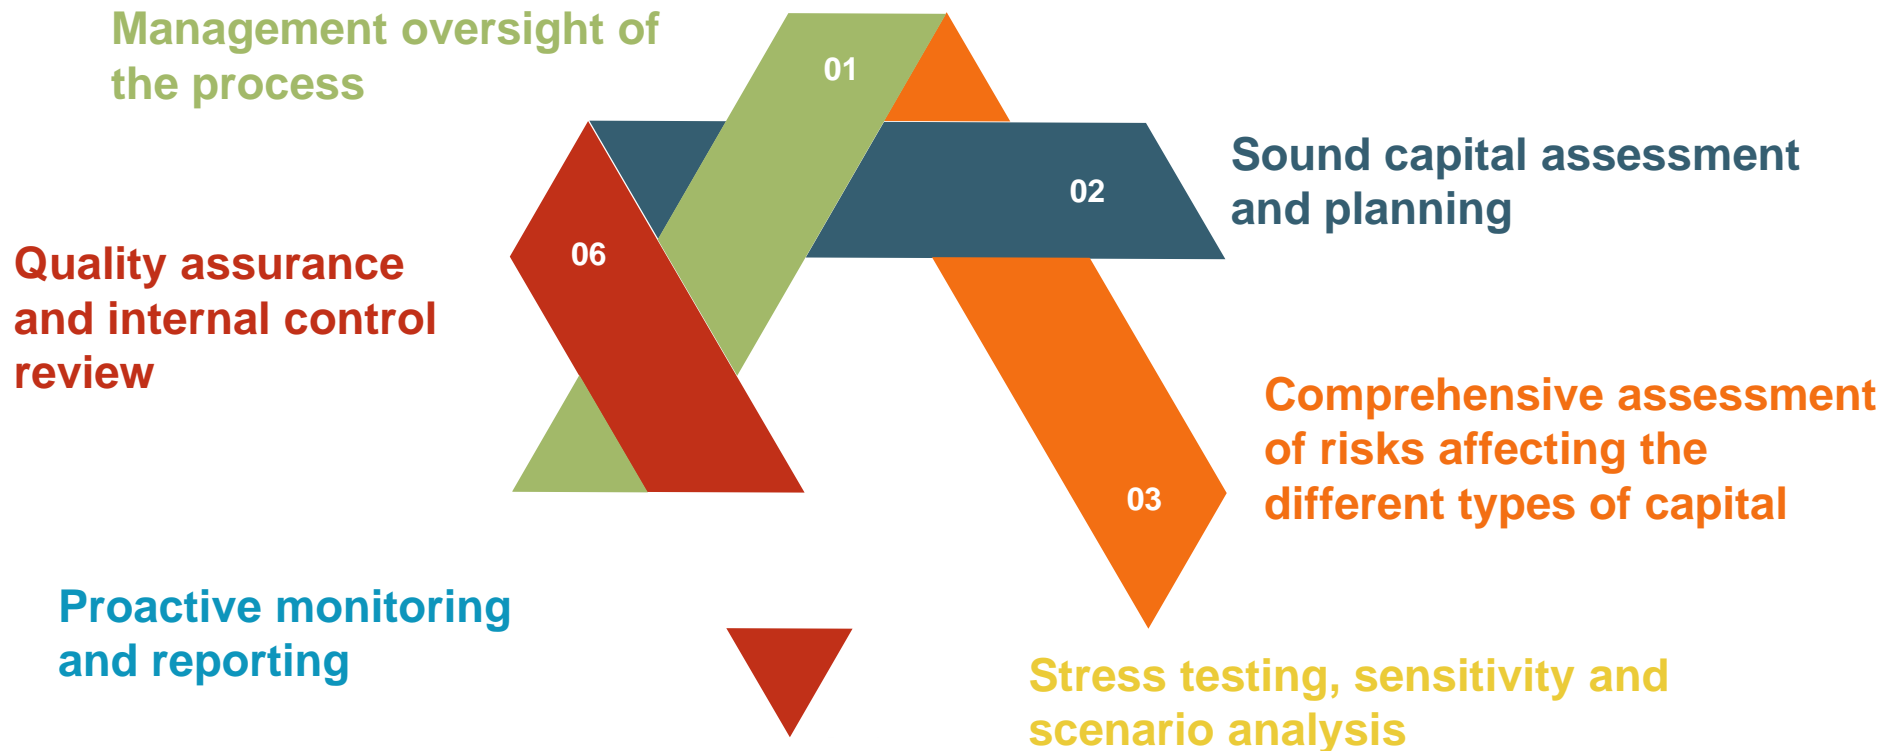 Management oversight of
the process
01
02
Sound capital assessment
and planning
06
Quality assurance
and internal control
review
03
Comprehensive assessment
of risks affecting the
different types of capital
Proactive monitoring
and reporting
Stress testing, sensitivity and
scenario analysis